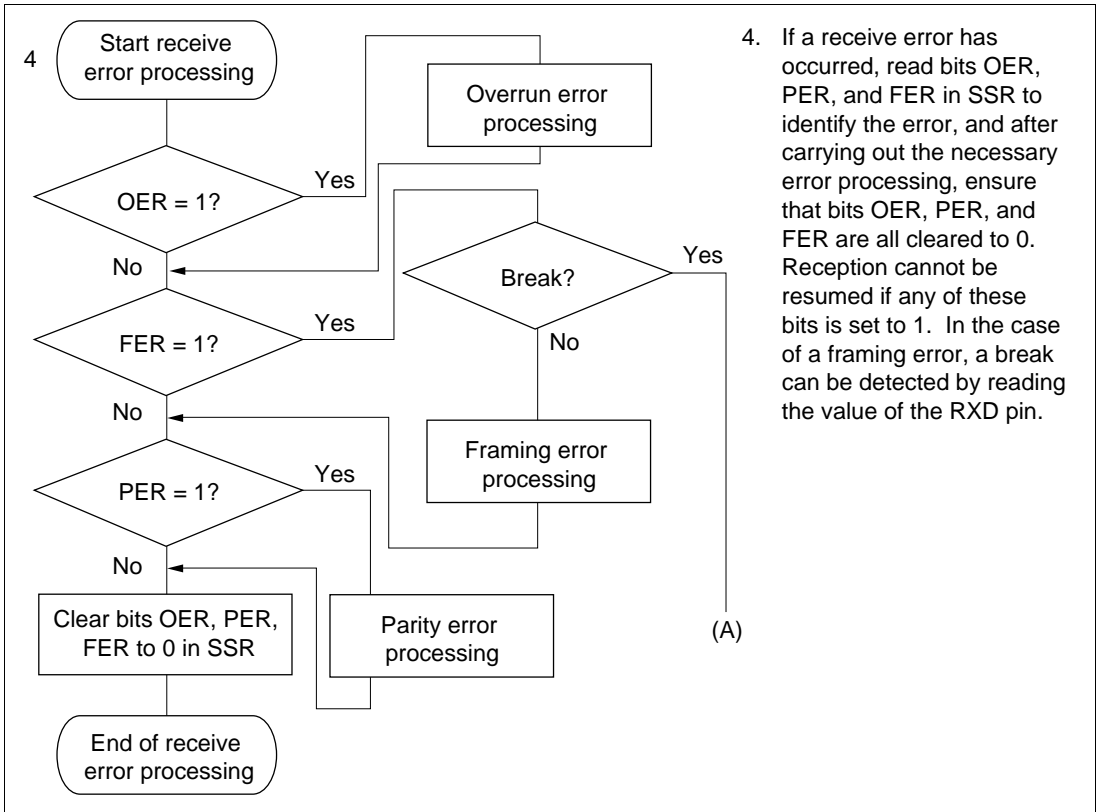 4
Start receive
error processing
Overrun error
processing
OER = 1?
Yes
No
Break?
Yes
FER = 1?
Yes
No
No
Framing error
processing
PER = 1?
Yes
No
Clear bits OER, PER,
FER to 0 in SSR
Parity error
processing
(A)
End of receive
error processing
4. If a receive error has
occurred, read bits OER,
PER, and FER in SSR to
identify the error, and after
carrying out the necessary
error processing, ensure
that bits OER, PER, and
FER are all cleared to 0.
Reception cannot be
resumed if any of these
bits is set to 1. In the case
of a framing error, a break
can be detected by reading
the value of the RXD pin.